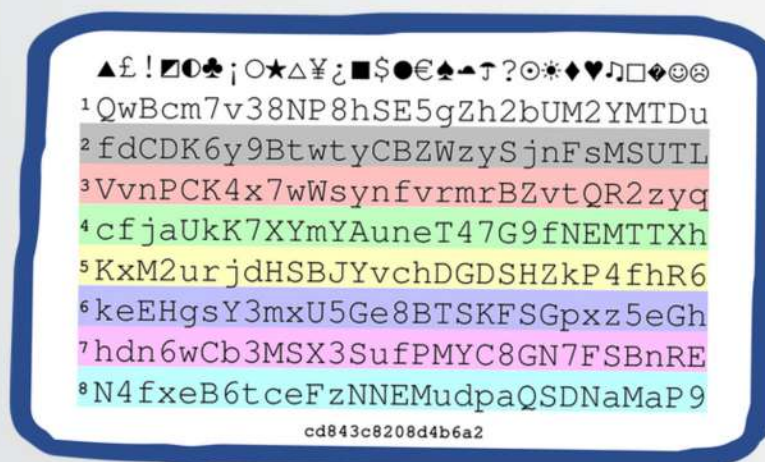 ▲£!◩◐♣¡○★△¥¿■$●€♠☁☂?⊙☀♦♥♫□�☺☹
1QwBcm7v38NP8hSE5gZh2bUM2YMTDu
2fdCDK6y9BtwtyCBZWzySjnFsMSUTL
3VvnPCK4x7wWsynfvrmrBZvtQR2zyq
4cfjaUkK7XYmYAuneT47G9fNEMTTXh
5KxM2urjdHSBJYvchDGDSHZkP4fhR6
6keEHgsY3mxU5Ge8BTSKFSGpxz5eGh
7hdn6wCb3MSX3SufPMYC8GN7FSBnRE
8N4fxeB6tceFzNNEMudpaQSDNaMaP9
cd843c8208d4b6a2